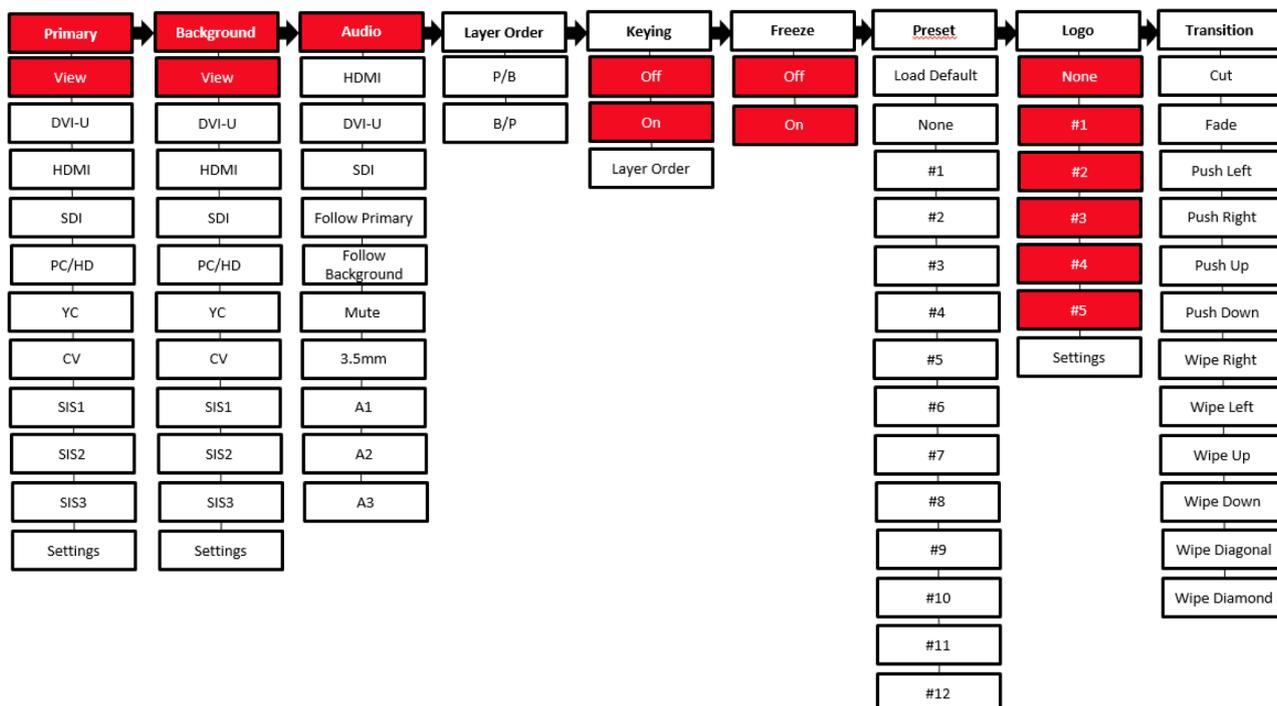 Primary
Background
Audio
Layer Order
Keying
Freeze
Preset
Logo
Transition
View
DVI-U
HDMI
SDI
PC/HD
YC
CV
SIS1
SIS2
SIS3
Settings
View
DVI-U
HDMI
SDI
PC/HD
YC
CV
SIS1
SIS2
SIS3
Settings
HDMI
DVI-U
SDI
Follow Primary
Follow
Background
Mute
3.5mm
A1
A2
A3
P/B
B/P
Off
On
Layer Order
Off
On
Load Default
None
#1
#2
#3
#4
#5
#6
#7
#8
#9
#10
#11
#12
None
#1
#2
#3
#4
#5
Settings
Cut
Fade
Push Left
Push Right
Push Up
Push Down
Wipe Right
Wipe Left
Wipe Up
Wipe Down
Wipe Diagonal
Wipe Diamond